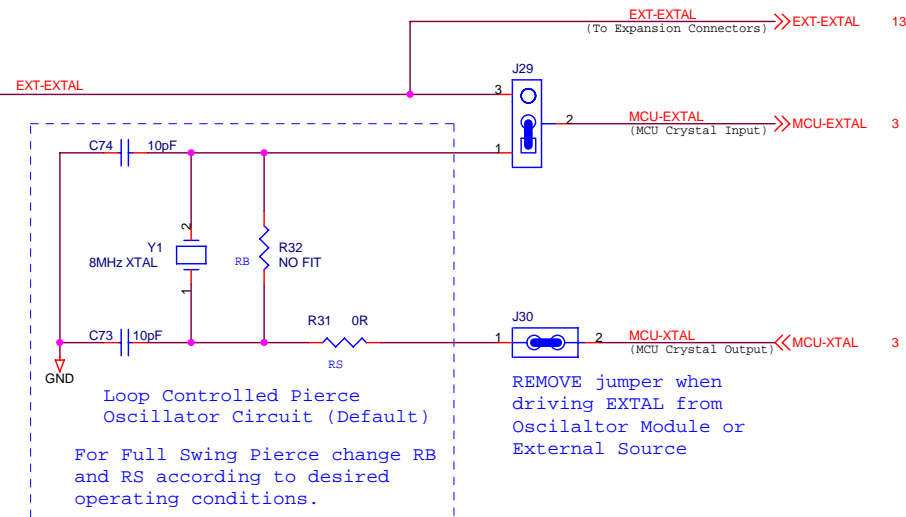 EXT-EXTAL
(To Expansion Connectors)
EXT-EXTAL 13
J29
EXT-EXTAL
3
2
MCU-EXTAL
(MCU Crystal Input)
MCU-EXTAL 3
C74 10pF
1
2
Y1
8MHz XTAL
1
RB
R32
NO FIT
R31 0R
RS
C73 10pF
GND
J30
1
2
MCU-XTAL
(MCU Crystal Output)
MCU-XTAL 3
Loop Controlled Pierce
Oscillator Circuit (Default)
For Full Swing Pierce change RB
and RS according to desired
operating conditions.
REMOVE jumper when
driving EXTAL from
Oscilaltor Module or
External Source